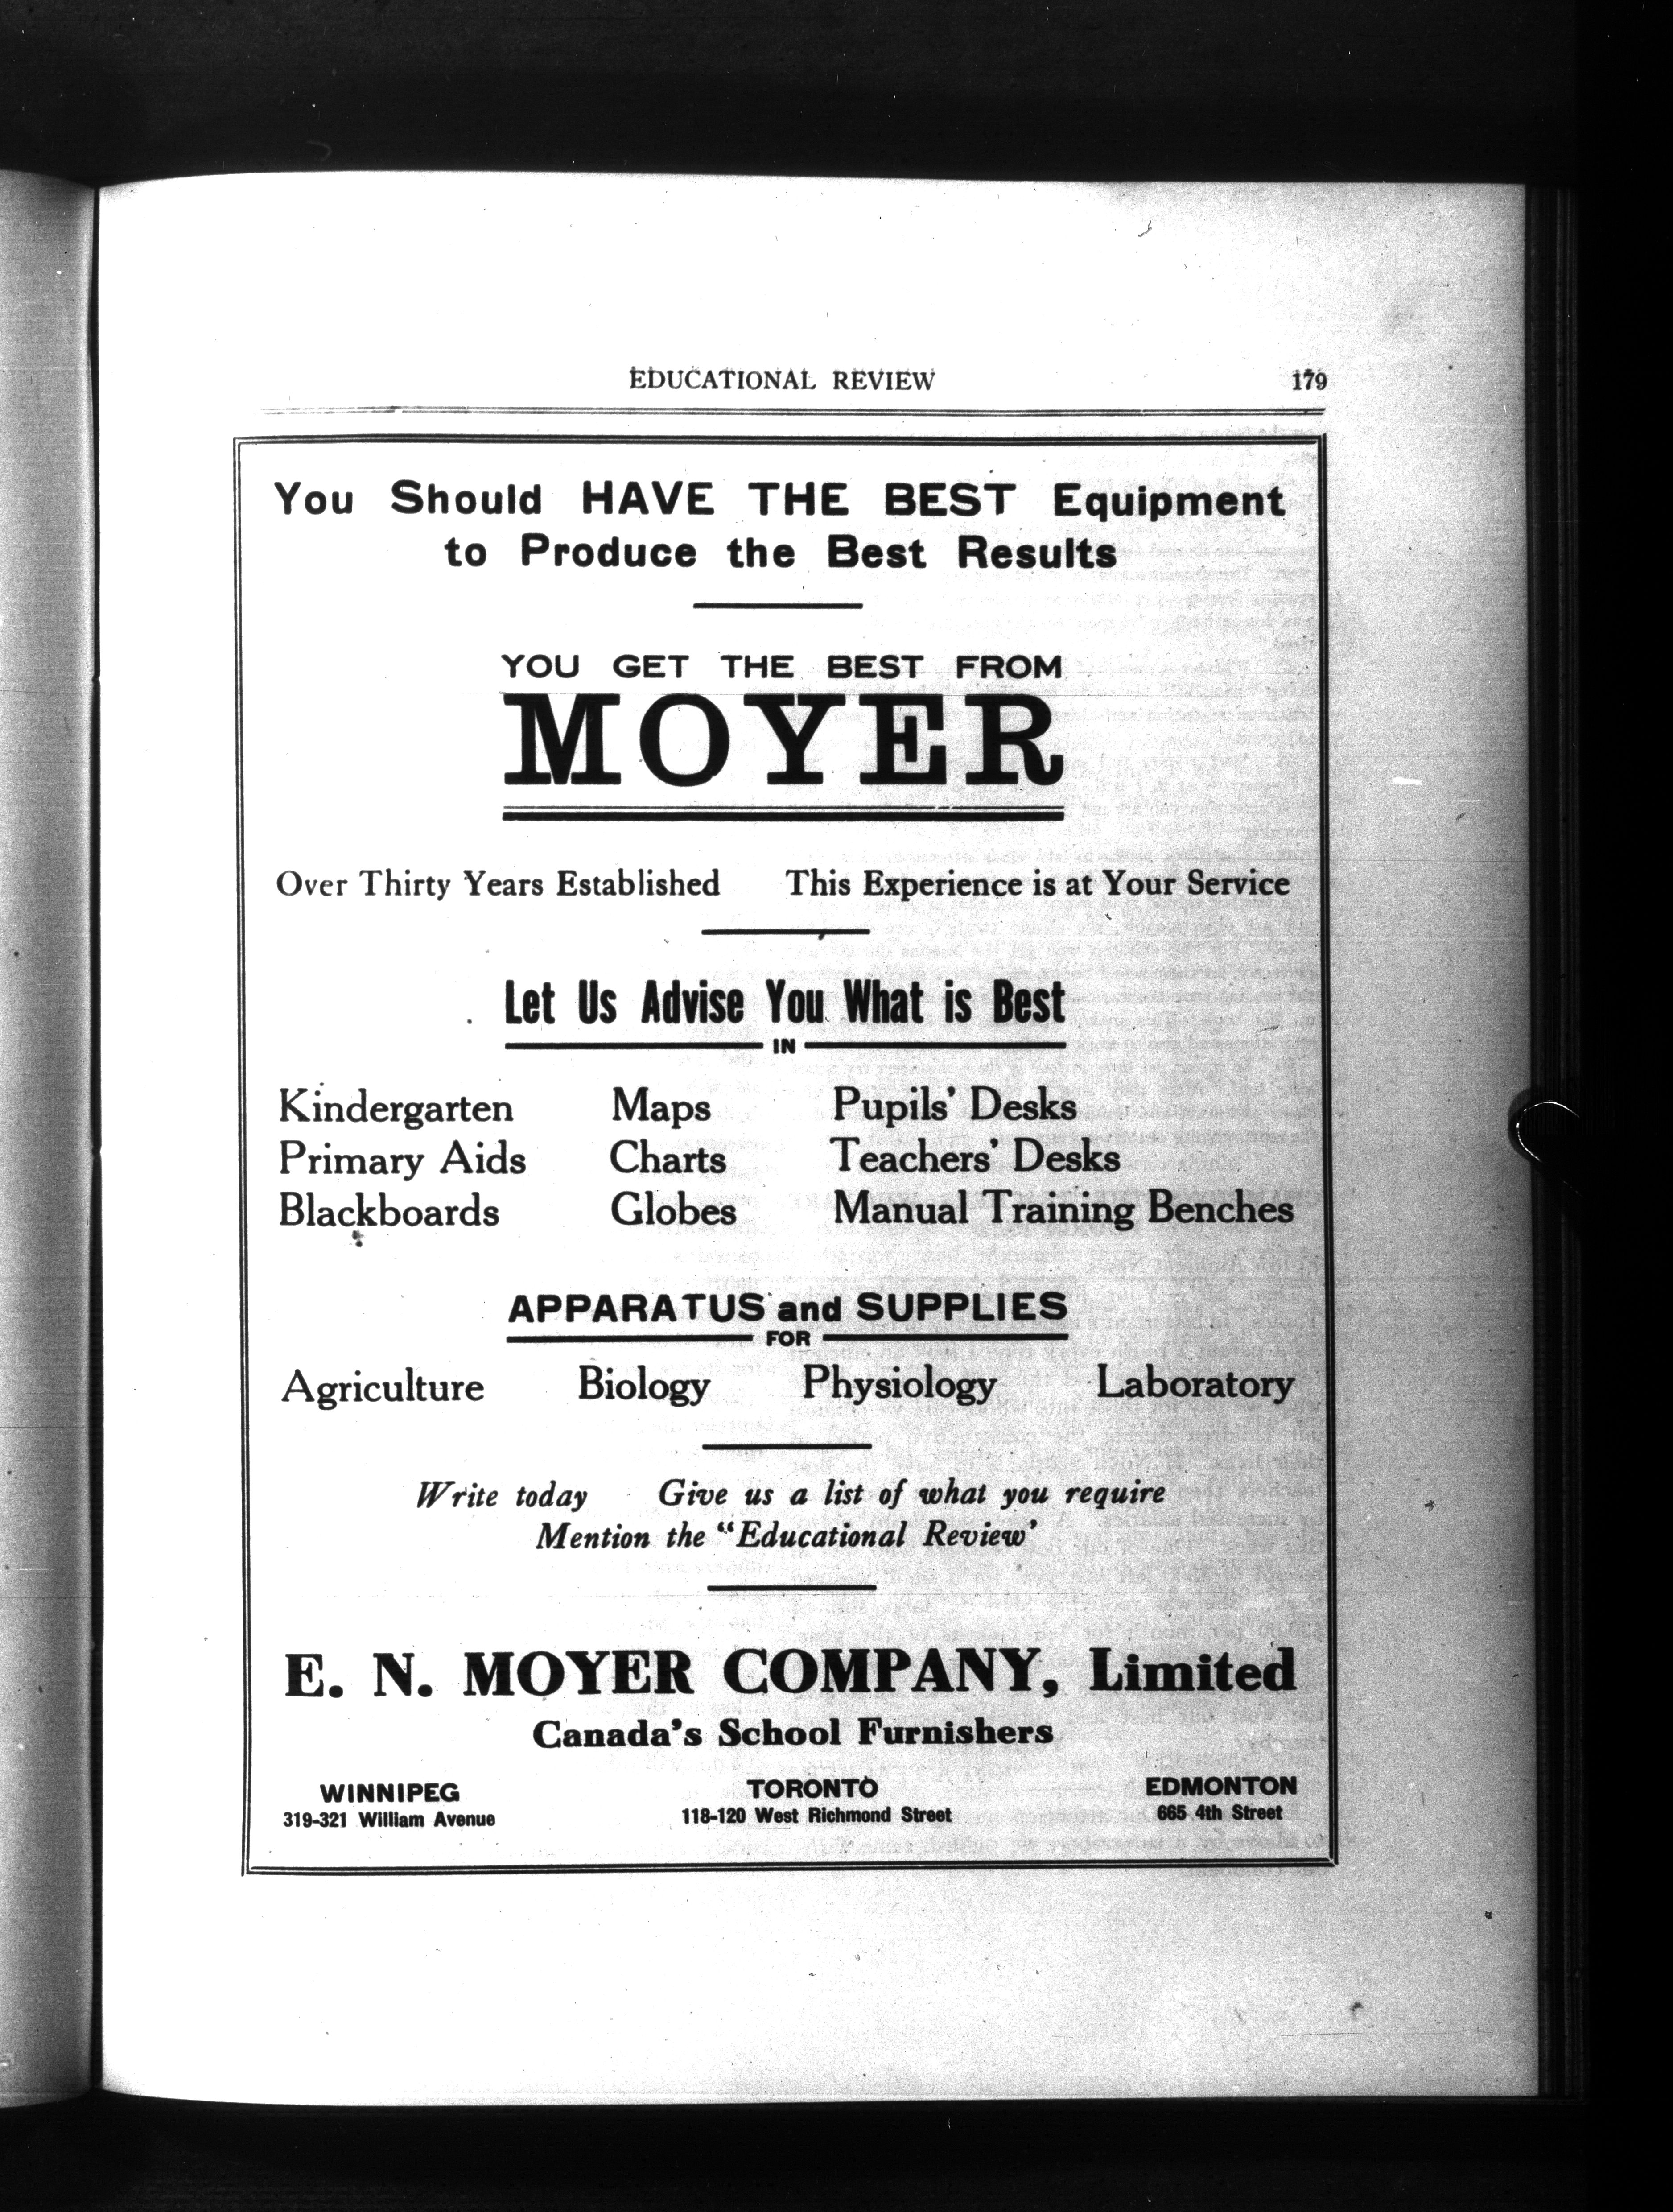 EDUCATIONAL REVIEW 179
You Should HAVE THE BEST Equipment
to Produce the Best Results
YOU GET THE BEST FROM
MOYER
Over Thirty Years Established This Experience is at Your Service
Let Us Advise You What is Best
IN
Kindergarten Maps Pupils' Desks
Primary Aids Charts Teachers' Desks
Blackboards Globes Manual Training Benches
APPARATUS and SUPPLIES
FOR
Agriculture Biology Physiology Laboratory
Write today Give us a list of what you require
Mention the "Educational Review'
E. N. MOYER COMPANY, Limited
Canada's School Furnishers
WINNIPEG TORONTO EDMONTON
319-321 William Avenue 118-120 West Richmond Street 665 4th Street